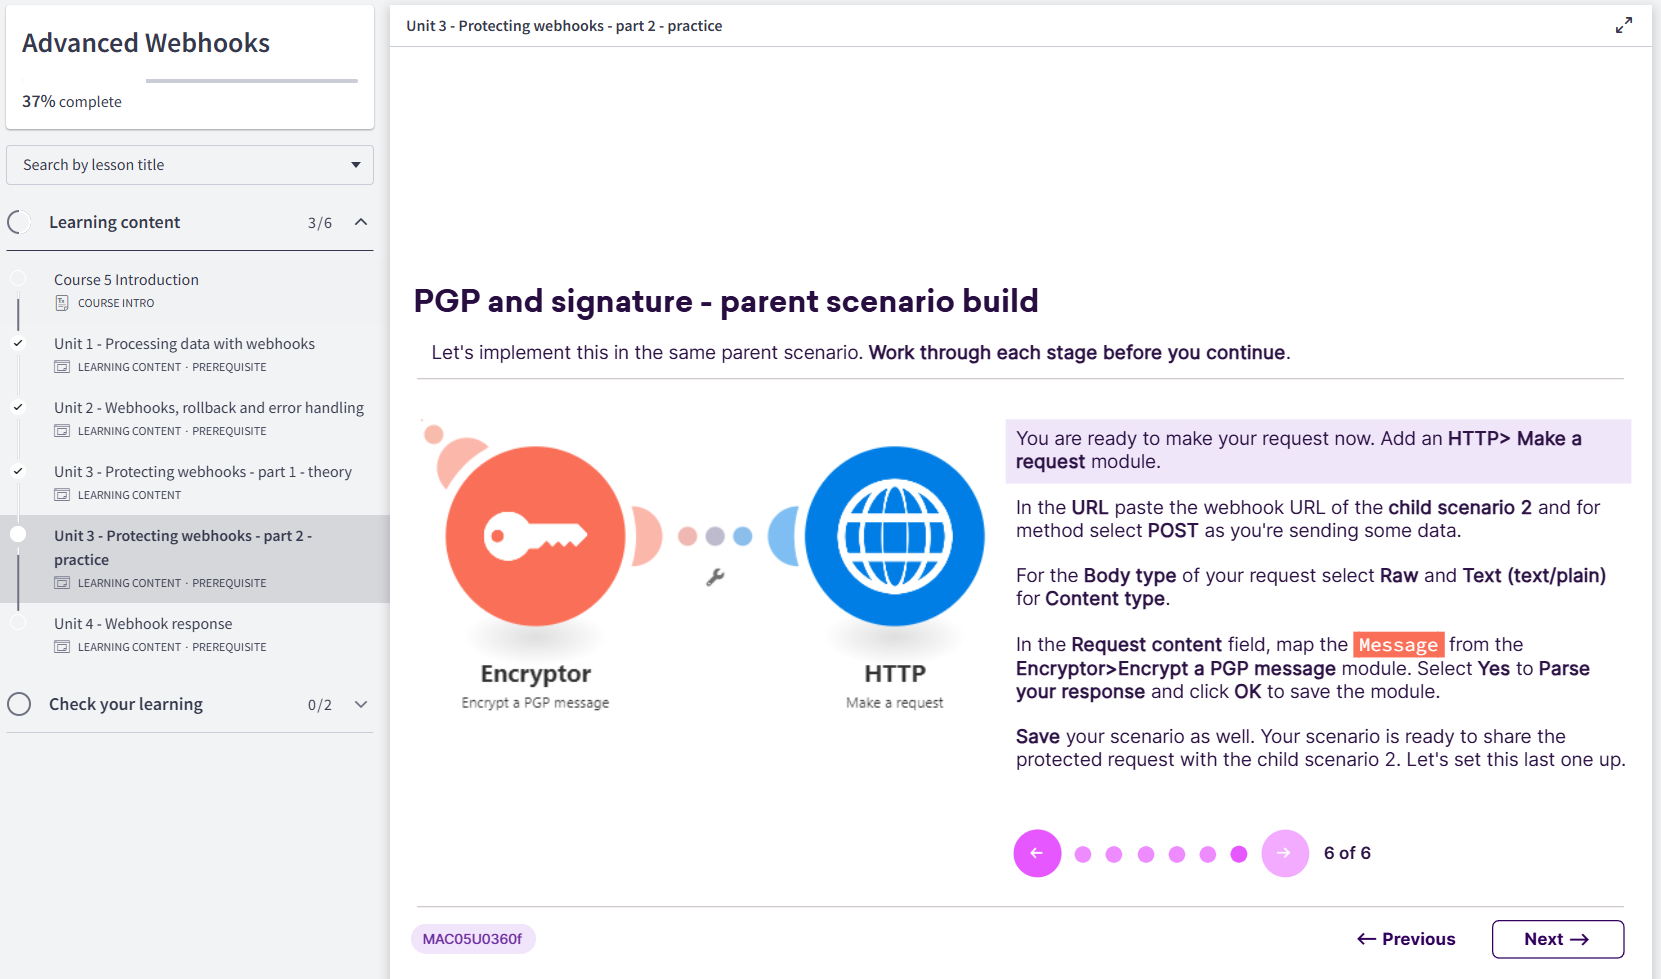 Advanced Webhooks
37% complete
Search by lesson title
Learning content 3/6
Course 5 Introduction
COURSE INTRO
Unit 1 - Processing data with webhooks
LEARNING CONTENT · PREREQUISITE
Unit 2 - Webhooks, rollback and error handling
LEARNING CONTENT · PREREQUISITE
Unit 3 - Protecting webhooks - part 1 - theory
LEARNING CONTENT
Unit 3 - Protecting webhooks - part 2 -
practice
LEARNING CONTENT · PREREQUISITE
Unit 4 - Webhook response
LEARNING CONTENT · PREREQUISITE
Check your learning 0/2
Unit 3 - Protecting webhooks - part 2 - practice
PGP and signature - parent scenario build
Let's implement this in the same parent scenario. Work through each stage before you continue.
Encryptor
Encrypt a PGP message
HTTP
Make a request
You are ready to make your request now. Add an HTTP> Make a
request module.
In the URL paste the webhook URL of the child scenario 2 and for
method select POST as you're sending some data.
For the Body type of your request select Raw and Text (text/plain)
for Content type.
In the Request content field, map the Message from the
Encryptor>Encrypt a PGP message module. Select Yes to Parse
your response and click OK to save the module.
Save your scenario as well. Your scenario is ready to share the
protected request with the child scenario 2. Let's set this last one up.
6 of 6
MAC05U0360f
← Previous
Next →